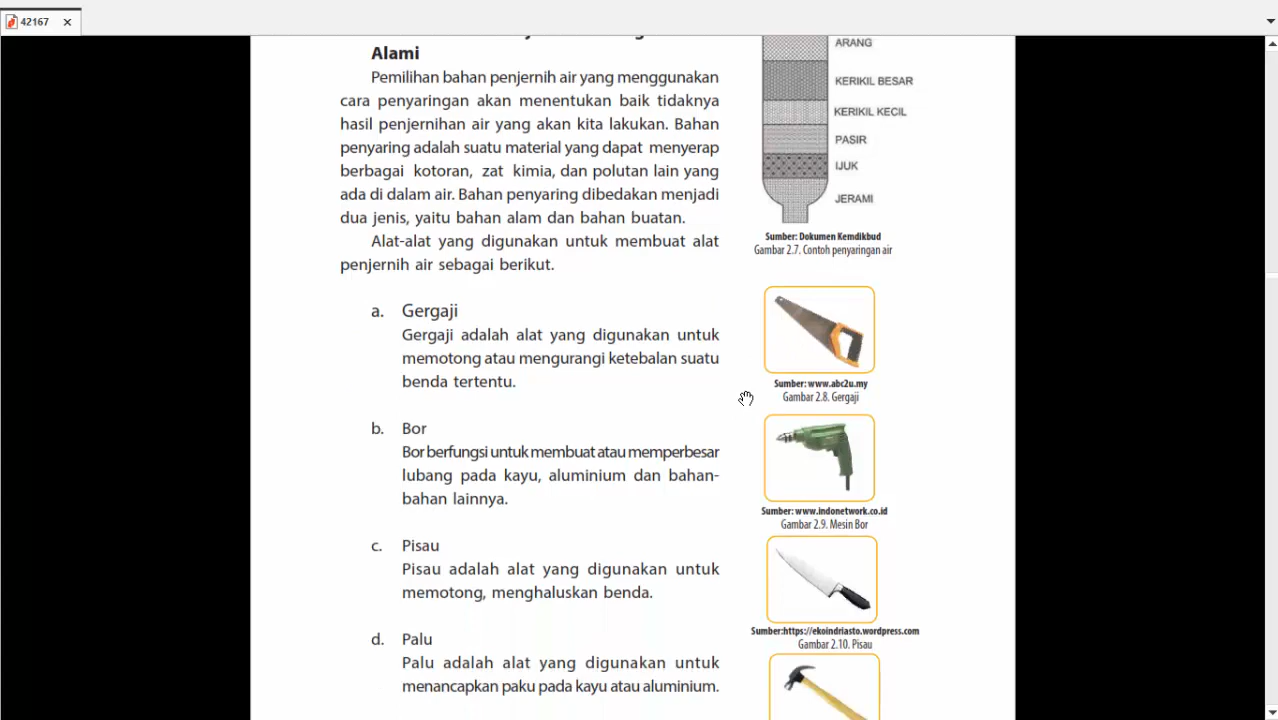 42167
Alami
Pemilihan bahan penjernih air yang menggunakan
cara penyaringan akan menentukan baik tidaknya
hasil penjernihan air yang akan kita lakukan. Bahan
penyaring adalah suatu material yang dapat menyerap
berbagai kotoran, zat kimia, dan polutan lain yang
ada di dalam air. Bahan penyaring dibedakan menjadi
dua jenis, yaitu bahan alam dan bahan buatan.
Alat-alat yang digunakan untuk membuat alat
penjernih air sebagai berikut.
a. Gergaji
Gergaji adalah alat yang digunakan untuk
memotong atau mengurangi ketebalan suatu
benda tertentu.
b. Bor
Bor berfungsi untuk membuat atau memperbesar
lubang pada kayu, aluminium dan bahan-
bahan lainnya.
c. Pisau
Pisau adalah alat yang digunakan untuk
memotong, menghaluskan benda.
d. Palu
Palu adalah alat yang digunakan untuk
menancapkan paku pada kayu atau aluminium.
ARANG
KERIKIL BESAR
KERIKIL KECIL
PASIR
IJUK
JERAMI
Sumber: Dokumen Kemdikbud
Gambar 2.7. Contoh penyaringan air
Sumber: www.abc2u.my
Gambar 2.8. Gergaji
Sumber: www.indonetwork.co.id
Gambar 2.9. Mesin Bor
Sumber:https://ekoindriasto.wordpress.com
Gambar 2.10. Pisau